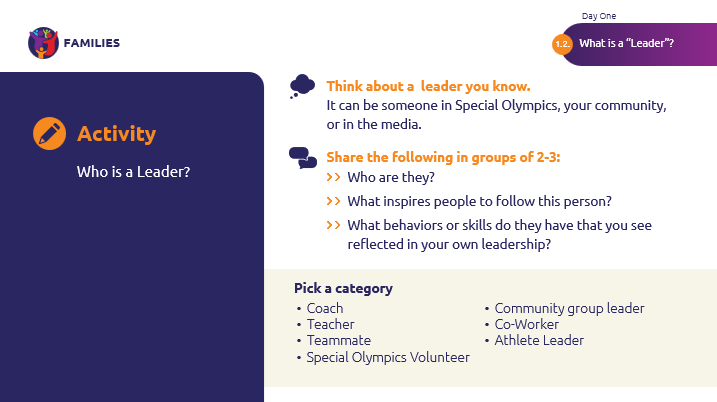 Day One
FAMILIES
1.2.
What is a “Leader”?
Activity
Who is a Leader?
Think about a leader you know.
It can be someone in Special Olympics, your community,
or in the media.
Share the following in groups of 2-3:
Who are they?
What inspires people to follow this person?
What behaviors or skills do they have that you see
reflected in your own leadership?
Pick a category
• Coach
• Teacher
• Teammate
• Special Olympics Volunteer
• Community group leader
• Co-Worker
• Athlete Leader